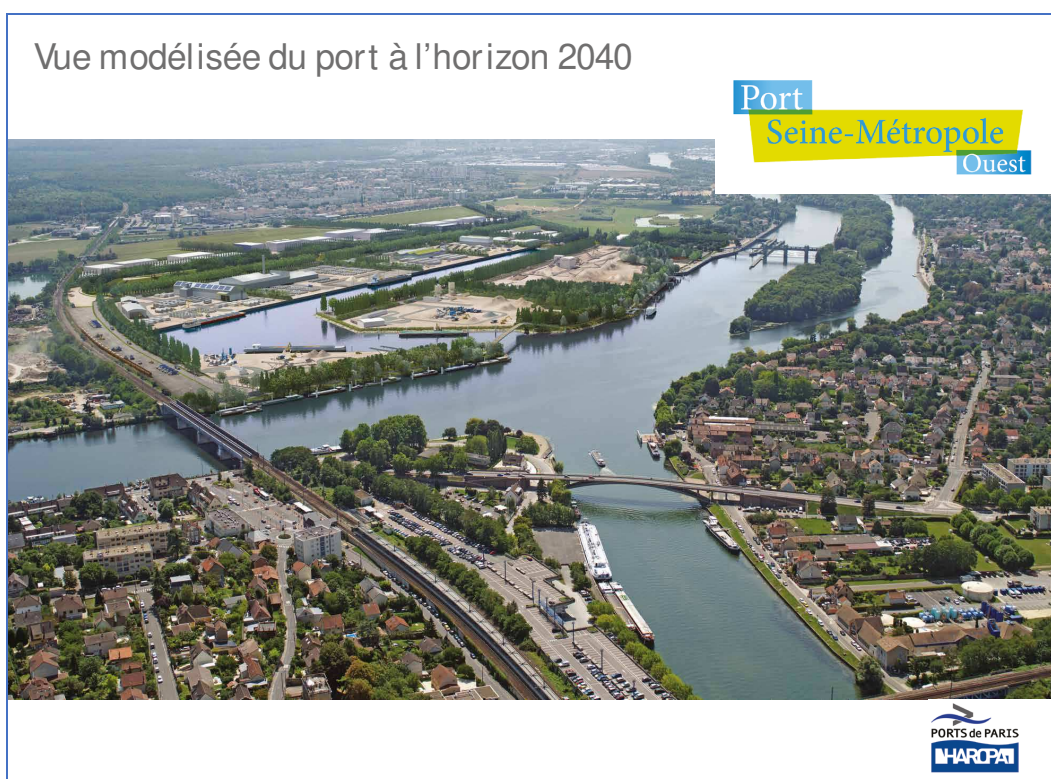 Vue modélisée du port à l'horizon 2040
Port
Seine-Métropole
Ouest
PORTS de PARIS
HAROPA